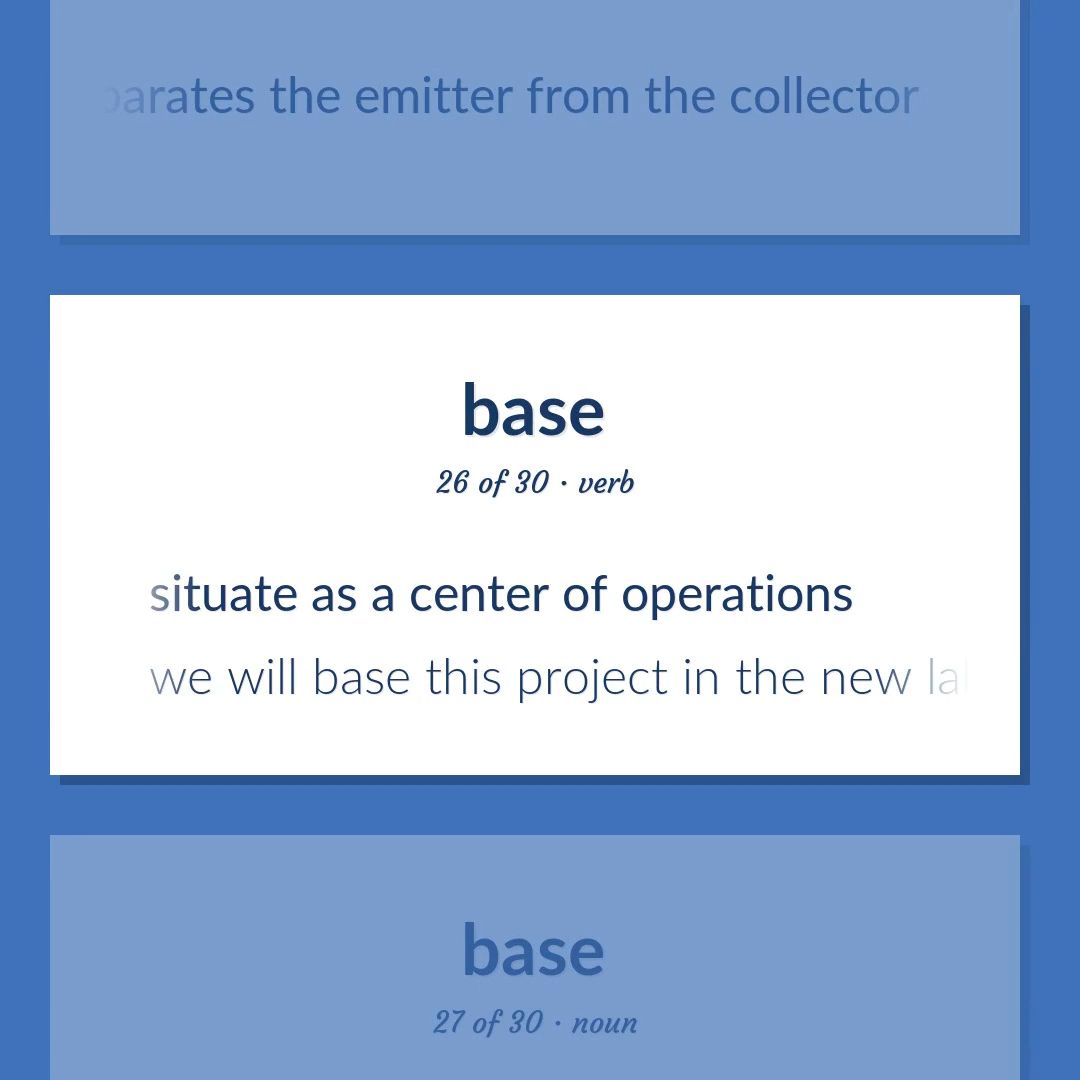 the emitter from the collector
base
26 of 30 · verb
situate as a center of operations
we will base this project in the new
base
27 of 30 · noun